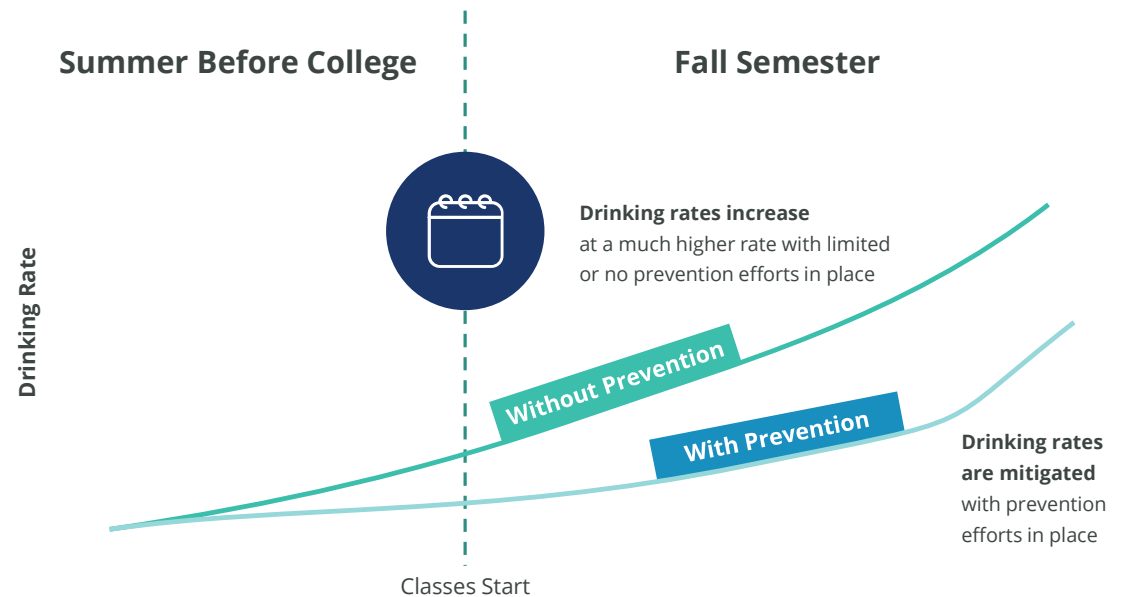 Summer Before College
Fall Semester
Drinking Rate
Drinking rates increase
at a much higher rate with limited
or no prevention efforts in place
Without Prevention
With Prevention
Drinking rates
are mitigated
with prevention
efforts in place
Classes Start